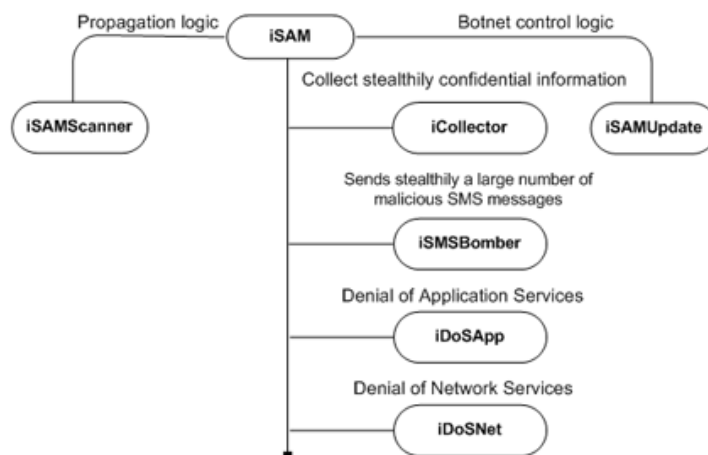 Propagation logic
iSAM
Botnet control logic
Collect stealthily confidential information
iSAMScanner
iCollector
iSAMUpdate
Sends stealthily a large number of
malicious SMS messages
iSMSBomber
Denial of Application Services
iDoSApp
Denial of Network Services
iDoSNet